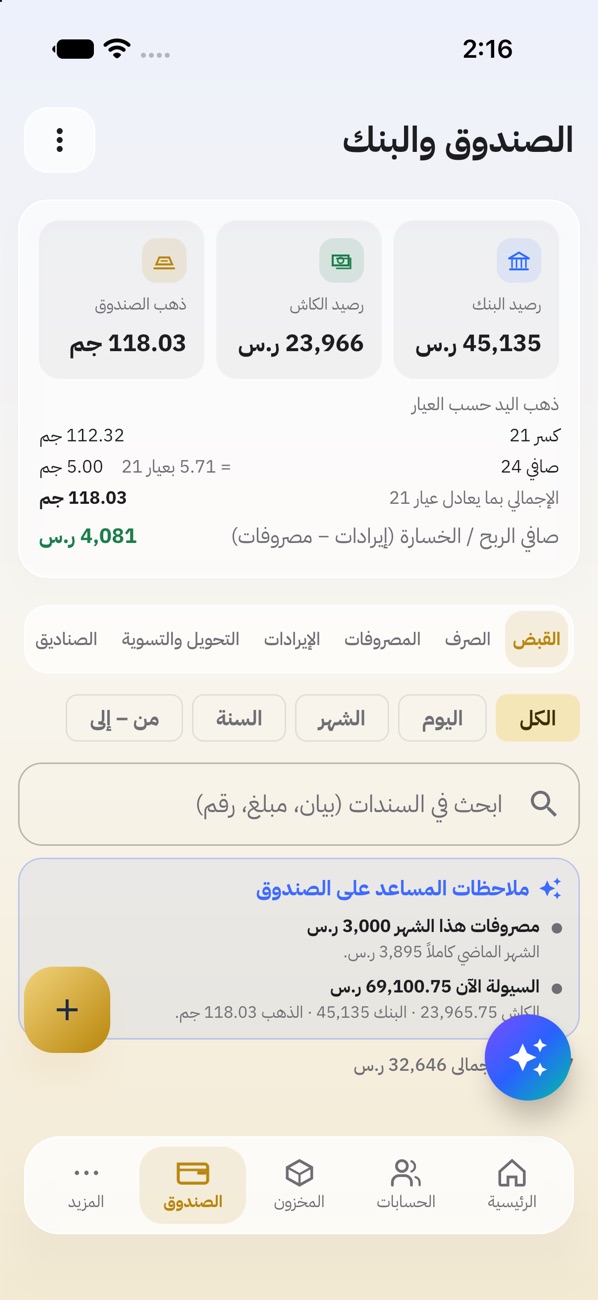 2:16
الصندوق والبنك
رصيد البنك
45,135 ر.س
رصيد الكاش
23,966 ر.س
ذهب الصندوق
118.03 جم
ذهب اليد حسب العيار
كسر 21
112.32 جم
صافي 24
= 5.71 بعيار 21
5.00 جم
الإجمالي بما يعادل عيار 21
118.03 جم
صافي الربح / الخسارة (إيرادات – مصروفات)
4,081 ر.س
القبض الصرف المصروفات الإيرادات التحويل والتسوية الصناديق
الكل اليوم الشهر السنة من – إلى
ابحث في السندات (بيان، مبلغ، رقم)
ملاحظات المساعد على الصندوق
مصروفات هذا الشهر 3,000 ر.س
الشهر الماضي كاملاً 3,895 ر.س.
السيولة الآن 69,100.75 ر.س
الكاش 23,965.75 · البنك 45,135 · الذهب 118.03 جم.
32,646 ر.س
الرئيسية الحسابات المخزون الصندوق المزيد